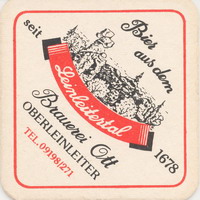 seit
Bier aus dem
Leinleitertal
1678
Brauerei Ott
OBERLEINLEITER
TEL. 09198/271